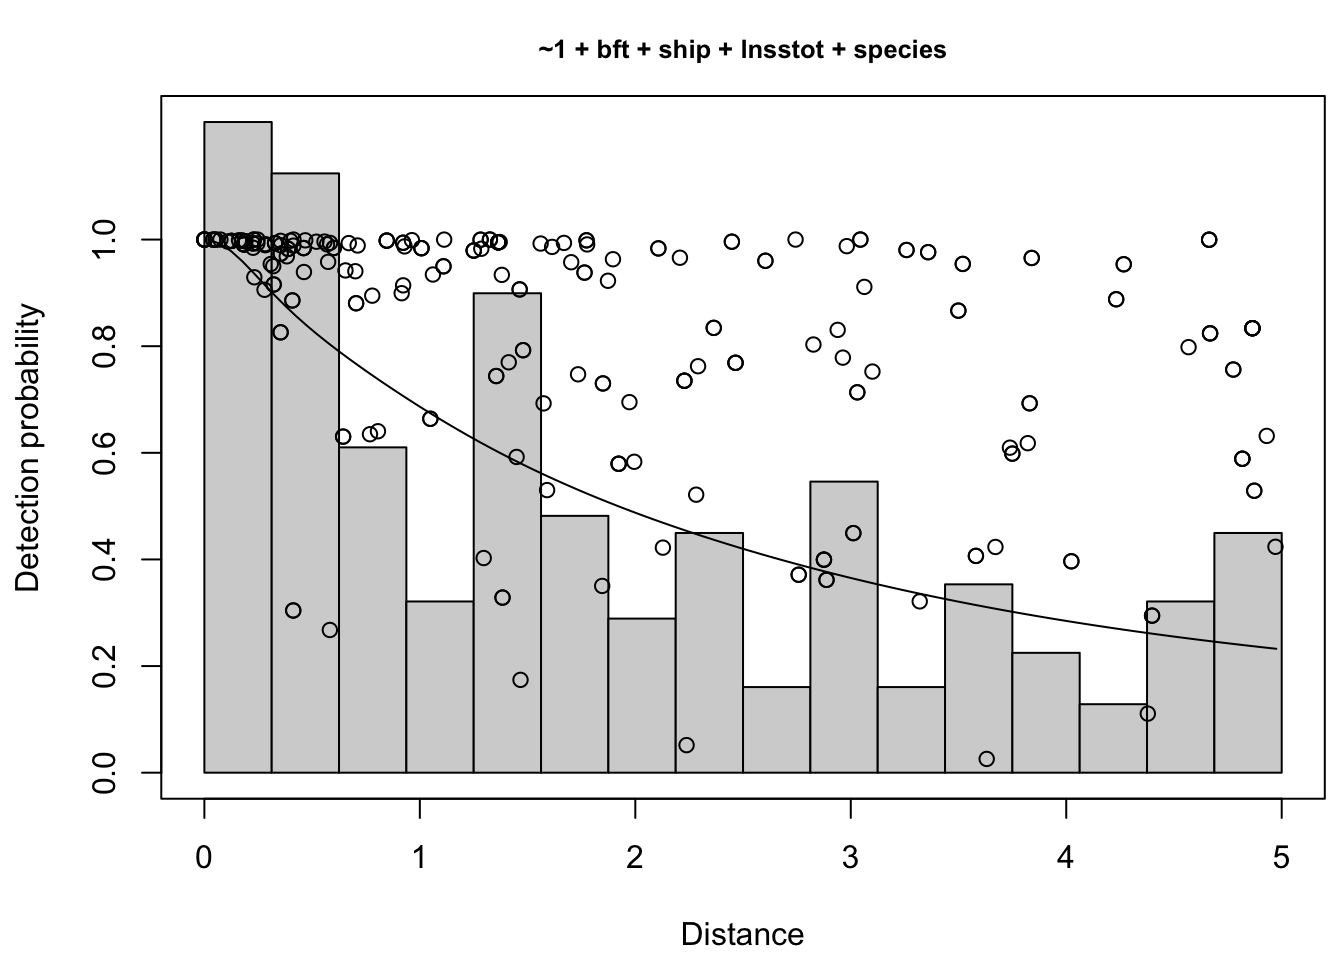 ~1 + bft + ship + lnsstot + species
Detection probability
1.0
0.8
0.6
0.4
0.2
0.0
0 1 2 3 4 5
Distance